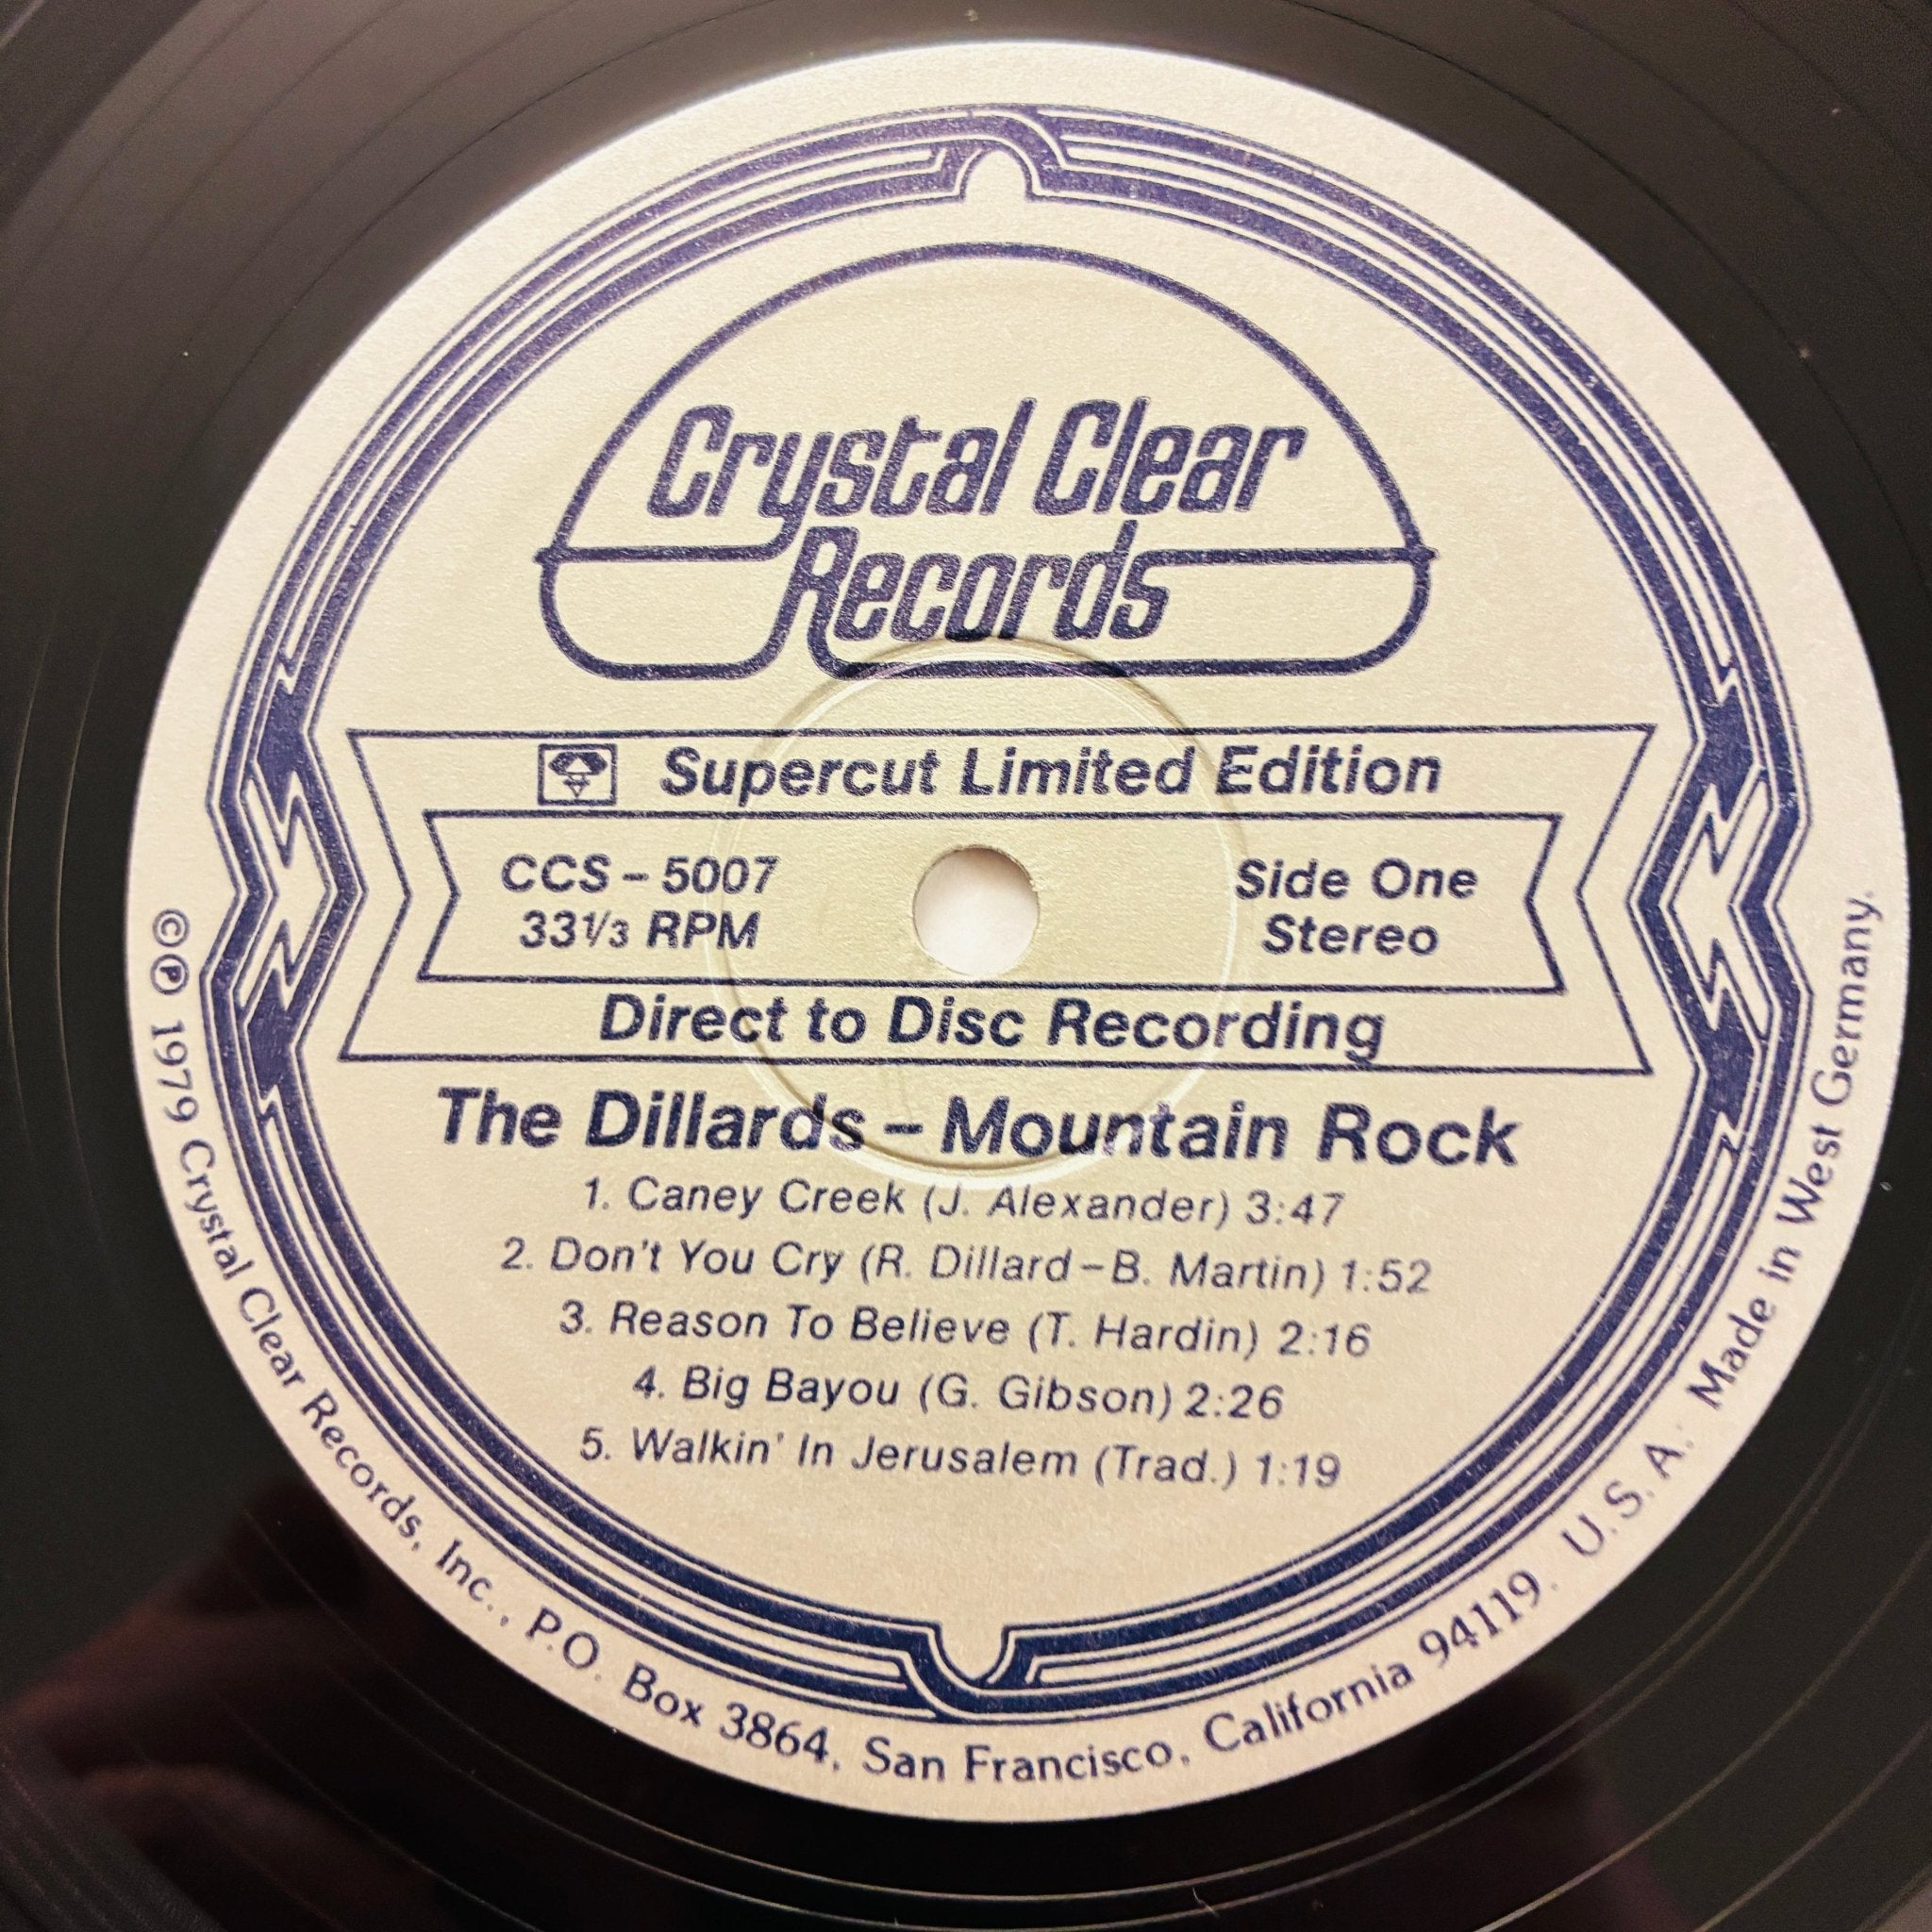 Crystal Clear
Records
Supercut Limited Edition
CCS – 5007
33⅓ RPM
Side One
Stereo
Direct to Disc Recording
The Dillards – Mountain Rock
1. Caney Creek (J. Alexander) 3:47
2. Don't You Cry (R. Dillard–B. Martin) 1:52
3. Reason To Believe (T. Hardin) 2:16
4. Big Bayou (G. Gibson) 2:26
5. Walkin' In Jerusalem (Trad.) 1:19
©℗ 1979 Crystal Clear Records, Inc., P.O. Box 3864, San Francisco, California 94119. U.S.A. Made in West Germany.